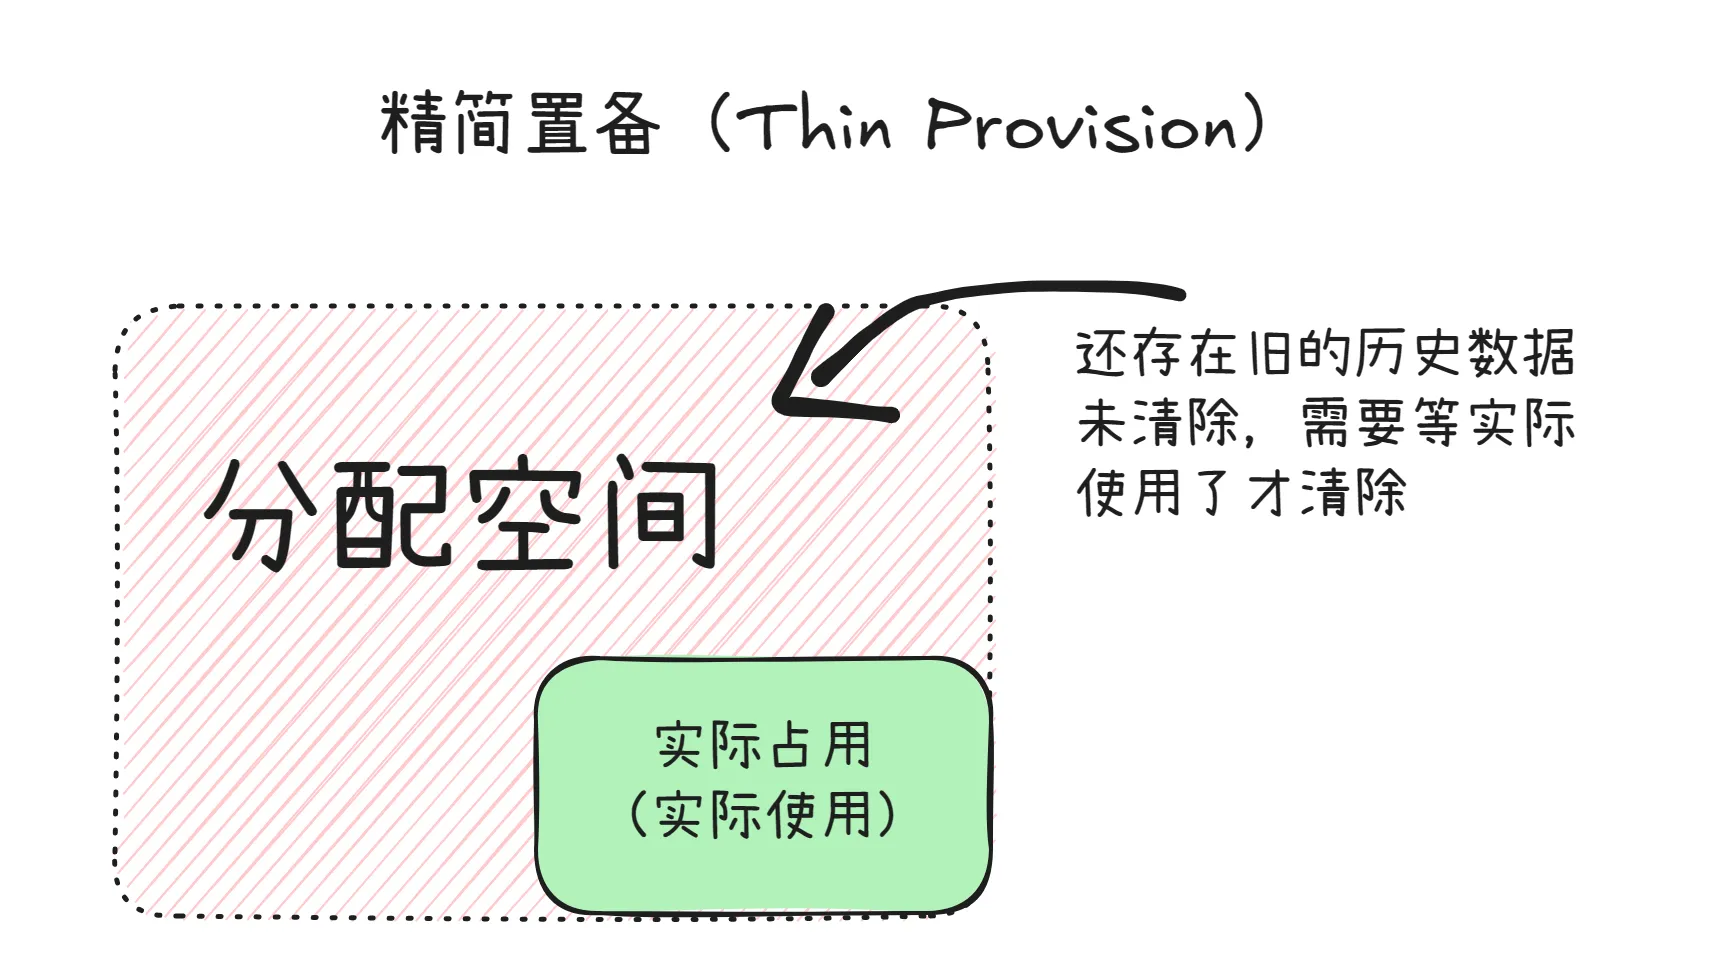 精简置备（Thin Provision）
还存在旧的历史数据
未清除，需要等实际
使用了才清除
分配空间
实际占用
（实际使用）